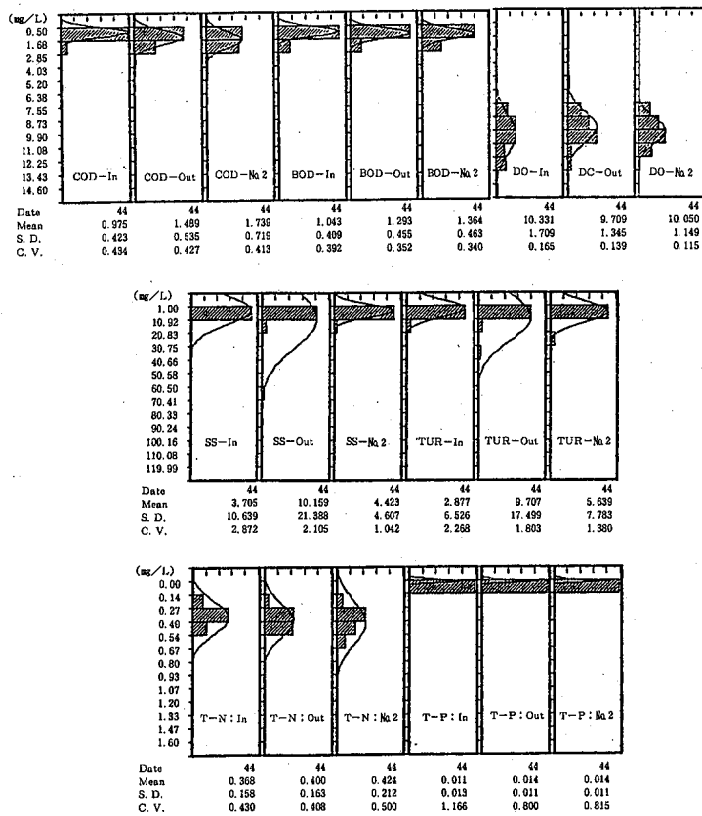 (mg/L)
0.50
1.68
2.85
4.03
5.20
6.38
7.55
8.73
9.90
11.08
12.25
13.43
14.60
COD-In COD-Out COD-No.2 BOD-In BOD-Out BOD-No.2 DO-In DC-Out DO-No.2
Date 44 44 44 44 44 44 44 44 44
Mean 0.975 1.489 1.736 1.043 1.293 1.364 10.331 9.709 10.050
S. D. 0.423 0.635 0.719 0.409 0.455 0.463 1.709 1.345 1.149
C. V. 0.434 0.427 0.413 0.392 0.352 0.340 0.165 0.139 0.115
(mg/L)
1.00
10.92
20.83
30.75
40.66
50.58
60.50
70.41
80.33
90.24
100.16
110.08
119.99
SS-In SS-Out SS-No.2 TUR-In TUR-Out TUR-No.2
Date 44 44 44 44 44 44
Mean 3.705 10.159 4.423 2.877 9.707 5.639
S. D. 10.639 21.388 4.607 6.526 17.499 7.783
C. V. 2.872 2.105 1.042 2.268 1.803 1.380
(mg/L)
0.00
0.14
0.27
0.40
0.54
0.67
0.80
0.93
1.07
1.20
1.33
1.47
1.60
T-N:In T-N:Out T-N:No.2 T-P:In T-P:Out T-P:No.2
Date 44 44 44 44 44 44
Mean 0.368 0.400 0.424 0.011 0.014 0.014
S. D. 0.158 0.163 0.212 0.013 0.011 0.011
C. V. 0.430 0.408 0.500 1.166 0.800 0.815